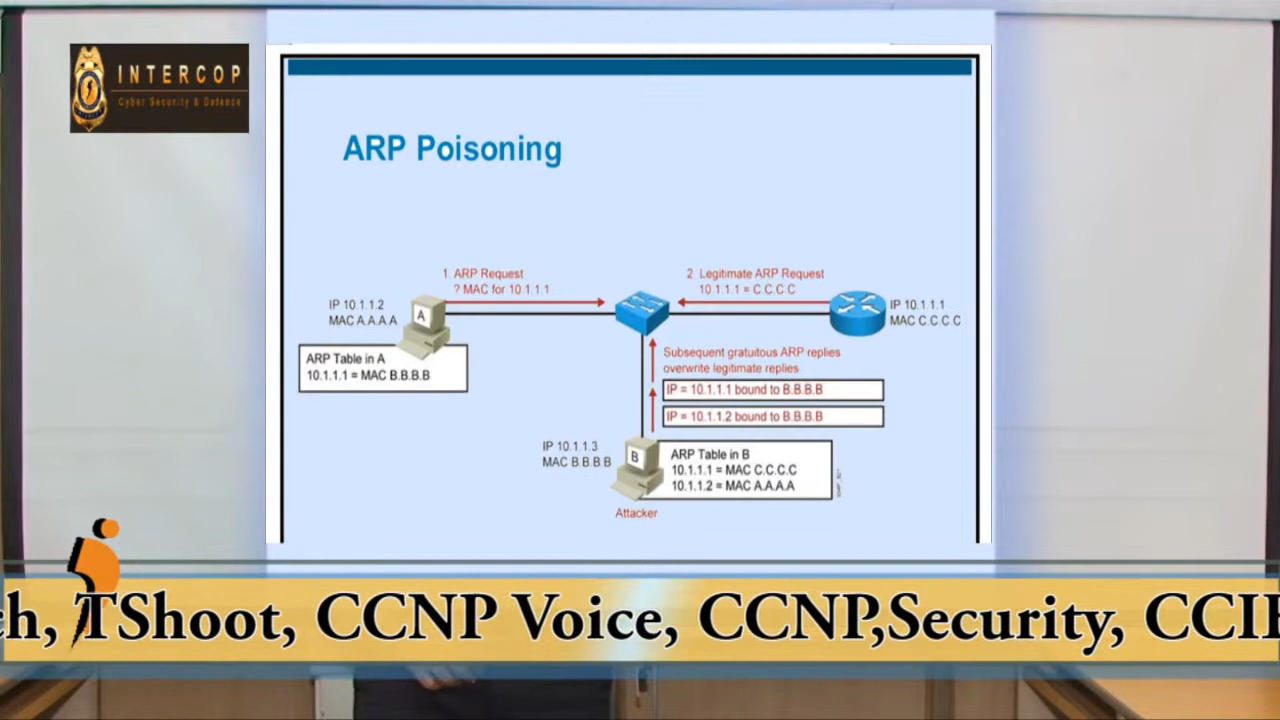 INTERCOP
Cyber Security & Defence
ARP Poisoning
1. ARP Request
? MAC for 10.1.1.1
2 Legitimate ARP Request
10.1.1.1 = C.C.C.C
IP 10.1.1.2
MAC A.A.A.A
A
IP 10.1.1.1
MAC C.C.C.C
ARP Table in A
10.1.1.1 = MAC B.B.B.B
Subsequent gratuitous ARP replies
overwrite legitimate replies
IP = 10.1.1.1 bound to B.B.B.B
IP = 10.1.1.2 bound to B.B.B.B
IP 10.1.1.3
MAC B.B.B.B
B
ARP Table in B
10.1.1.1 = MAC C.C.C.C
10.1.1.2 = MAC A.A.A.A
Attacker
ch, TShoot, CCNP Voice, CCNP,Security, CCIE